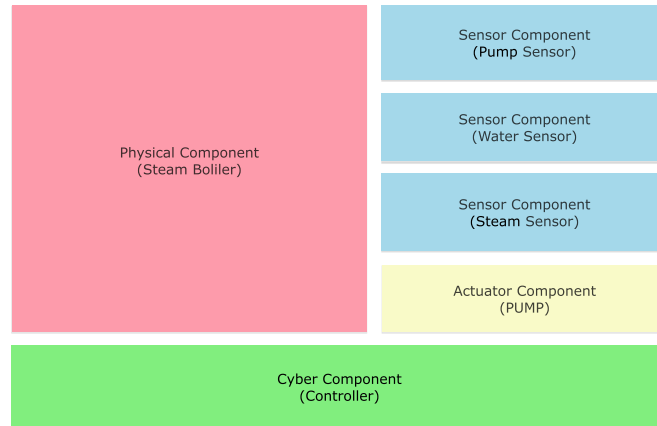 Physical Component
(Steam Boliler)
Sensor Component
(Pump Sensor)
Sensor Component
(Water Sensor)
Sensor Component
(Steam Sensor)
Actuator Component
(PUMP)
Cyber Component
(Controller)